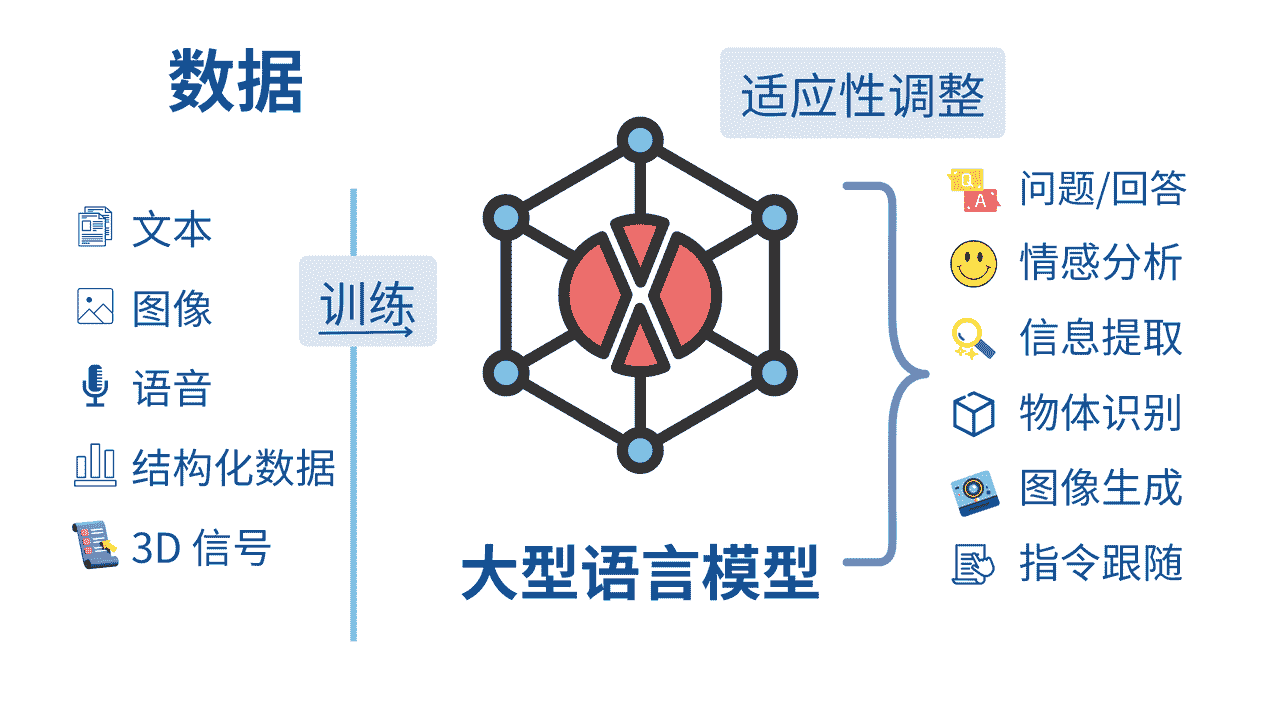 数据
文本
图像
语音
结构化数据
3D 信号
训练
大型语言模型
适应性调整
Q
A
问题/回答
情感分析
信息提取
物体识别
图像生成
指令跟随